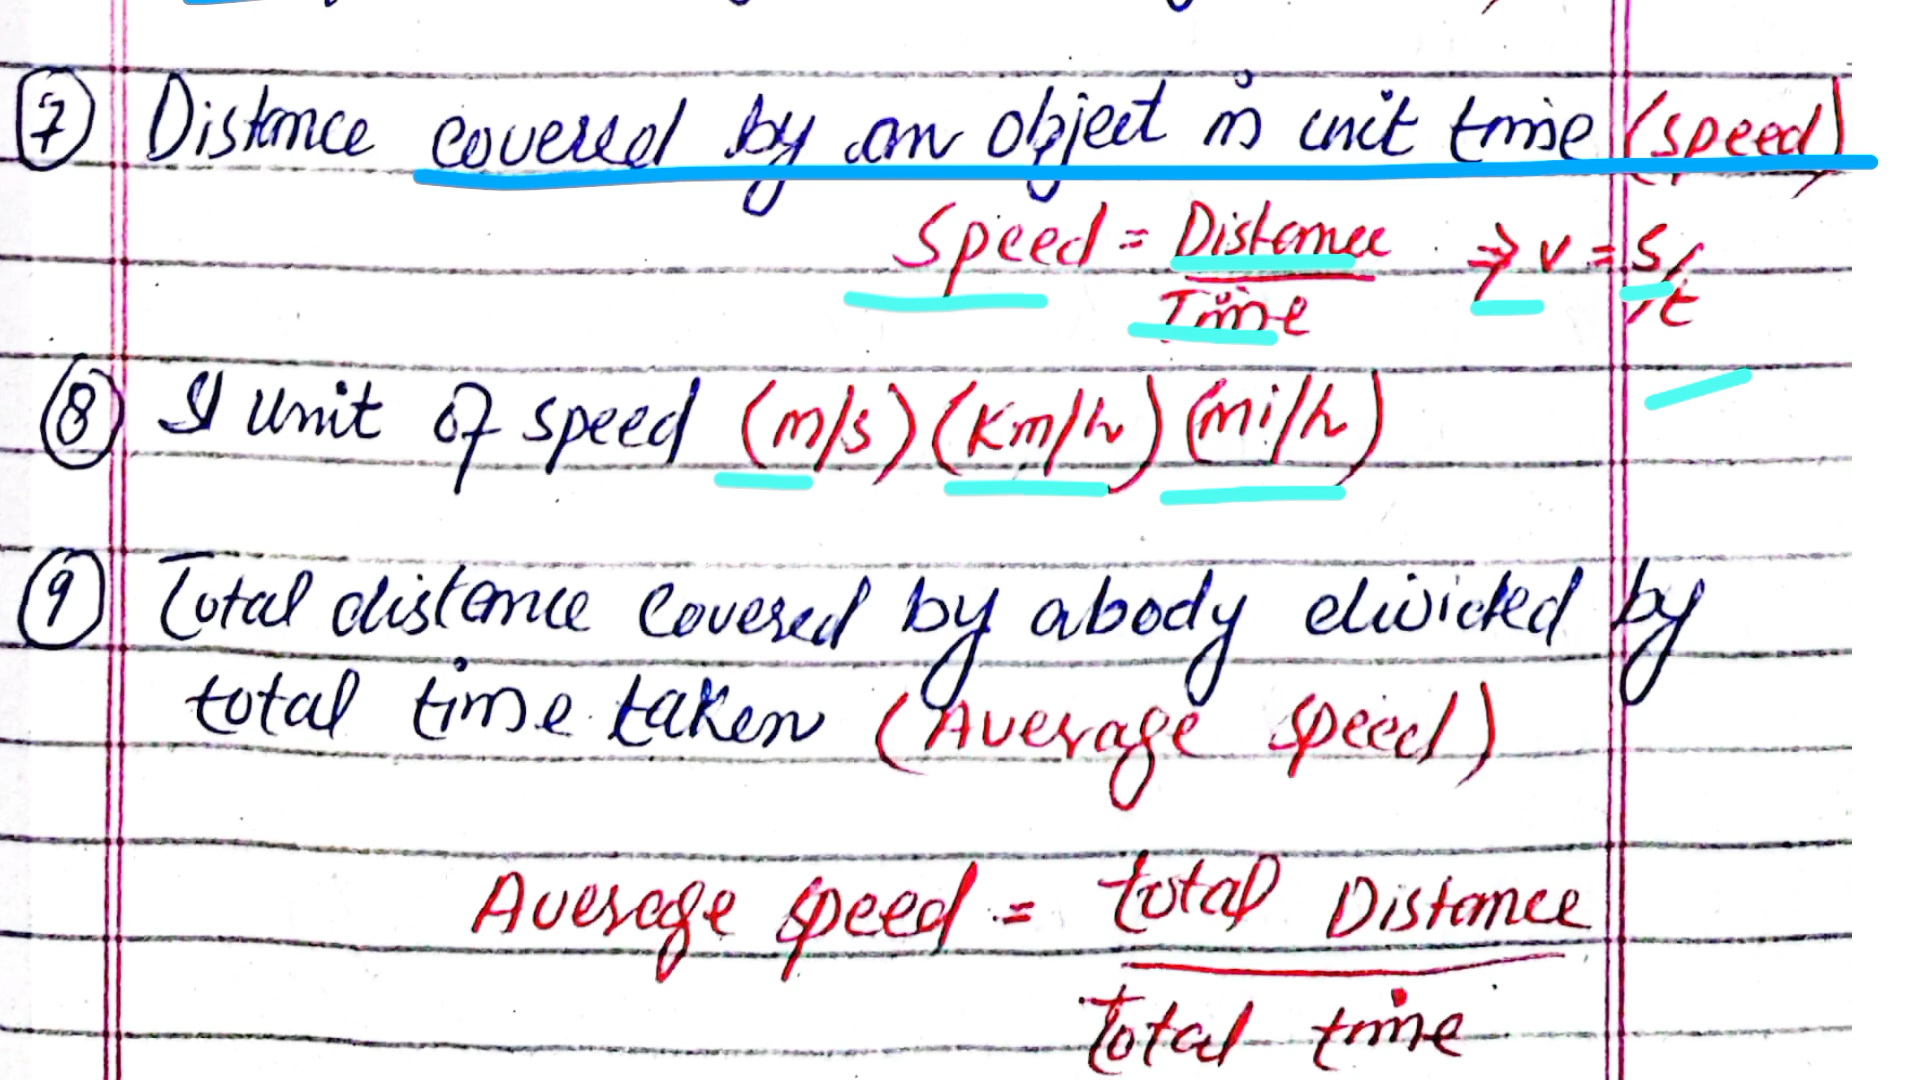 7 Distance covered by an object in unit time (speed)
Speed = Distance / Time ⇒ v = S/t
8 SI unit of speed (m/s) (Km/h) (mi/h)
9 Total distance covered by a body divided by
total time taken (Average speed)
Average speed = total Distance
Total time